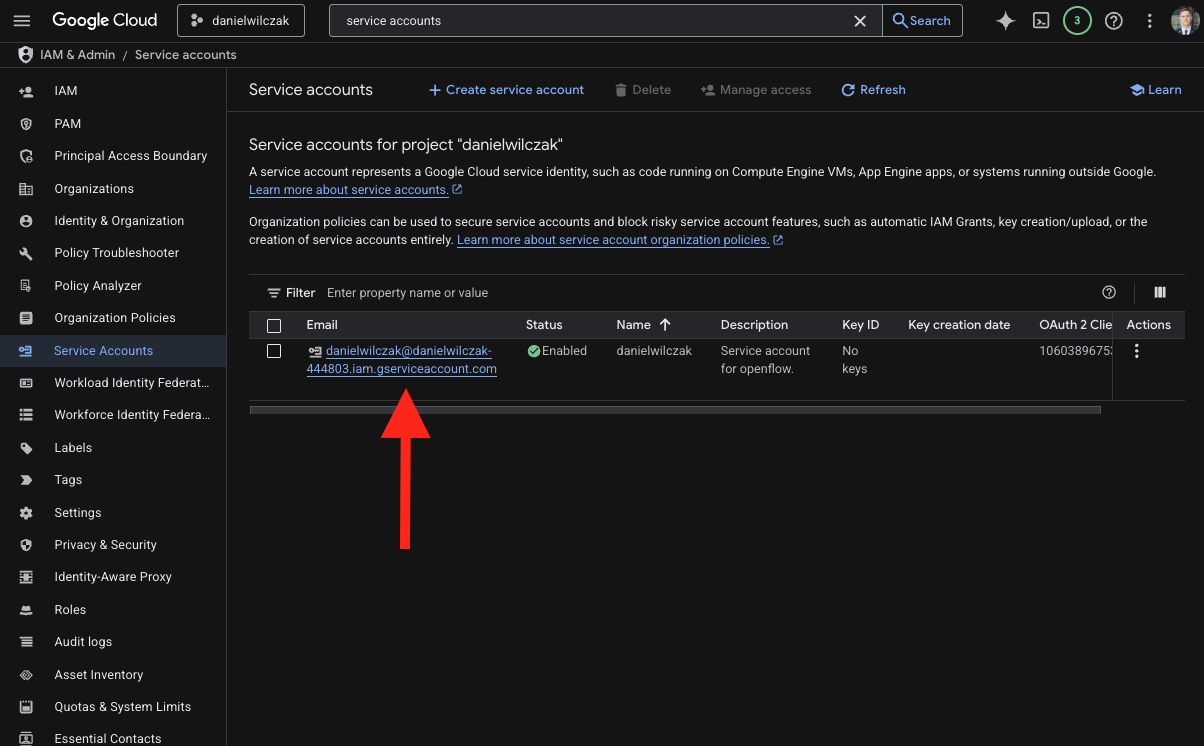 Google Cloud
danielwilczak
service accounts
Search
3
IAM & Admin / Service accounts
IAM
PAM
Principal Access Boundary
Organizations
Identity & Organization
Policy Troubleshooter
Policy Analyzer
Organization Policies
Service Accounts
Workload Identity Federat...
Workforce Identity Federa...
Labels
Tags
Settings
Privacy & Security
Identity-Aware Proxy
Roles
Audit logs
Asset Inventory
Quotas & System Limits
Essential Contacts
Service accounts
Create service account
Delete
Manage access
Refresh
Learn
Service accounts for project "danielwilczak"
A service account represents a Google Cloud service identity, such as code running on Compute Engine VMs, App Engine apps, or systems running outside Google.
Learn more about service accounts.
Organization policies can be used to secure service accounts and block risky service account features, such as automatic IAM Grants, key creation/upload, or the
creation of service accounts entirely. Learn more about service account organization policies.
Filter Enter property name or value
Email Status Name Description Key ID Key creation date OAuth 2 Clie Actions
danielwilczak@danielwilczak- Enabled danielwilczak Service account No 1060389675
444803.iam.gserviceaccount.com for openflow. keys